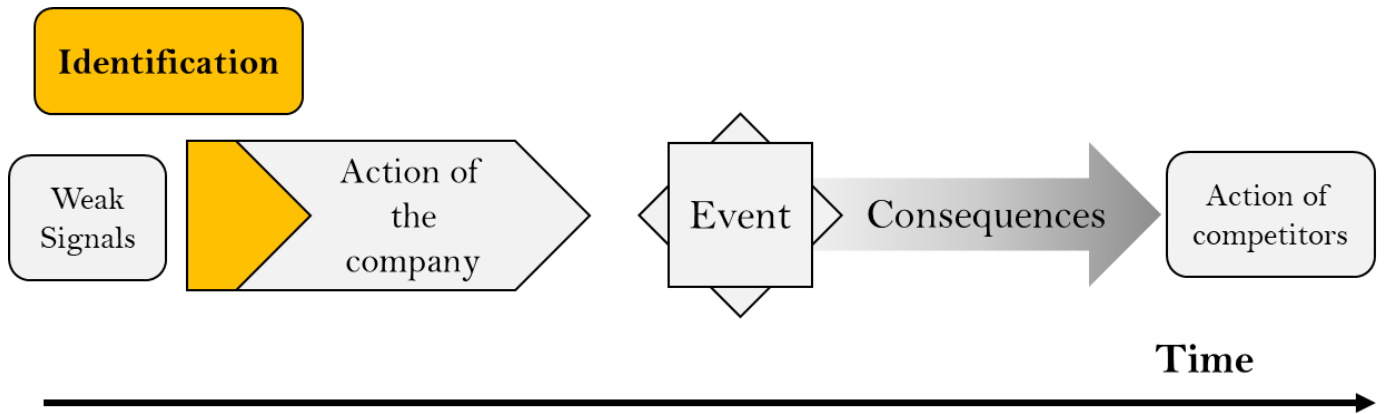 Identification
Weak
Signals
Action of
the
company
Event
Consequences
Action of
competitors
Time